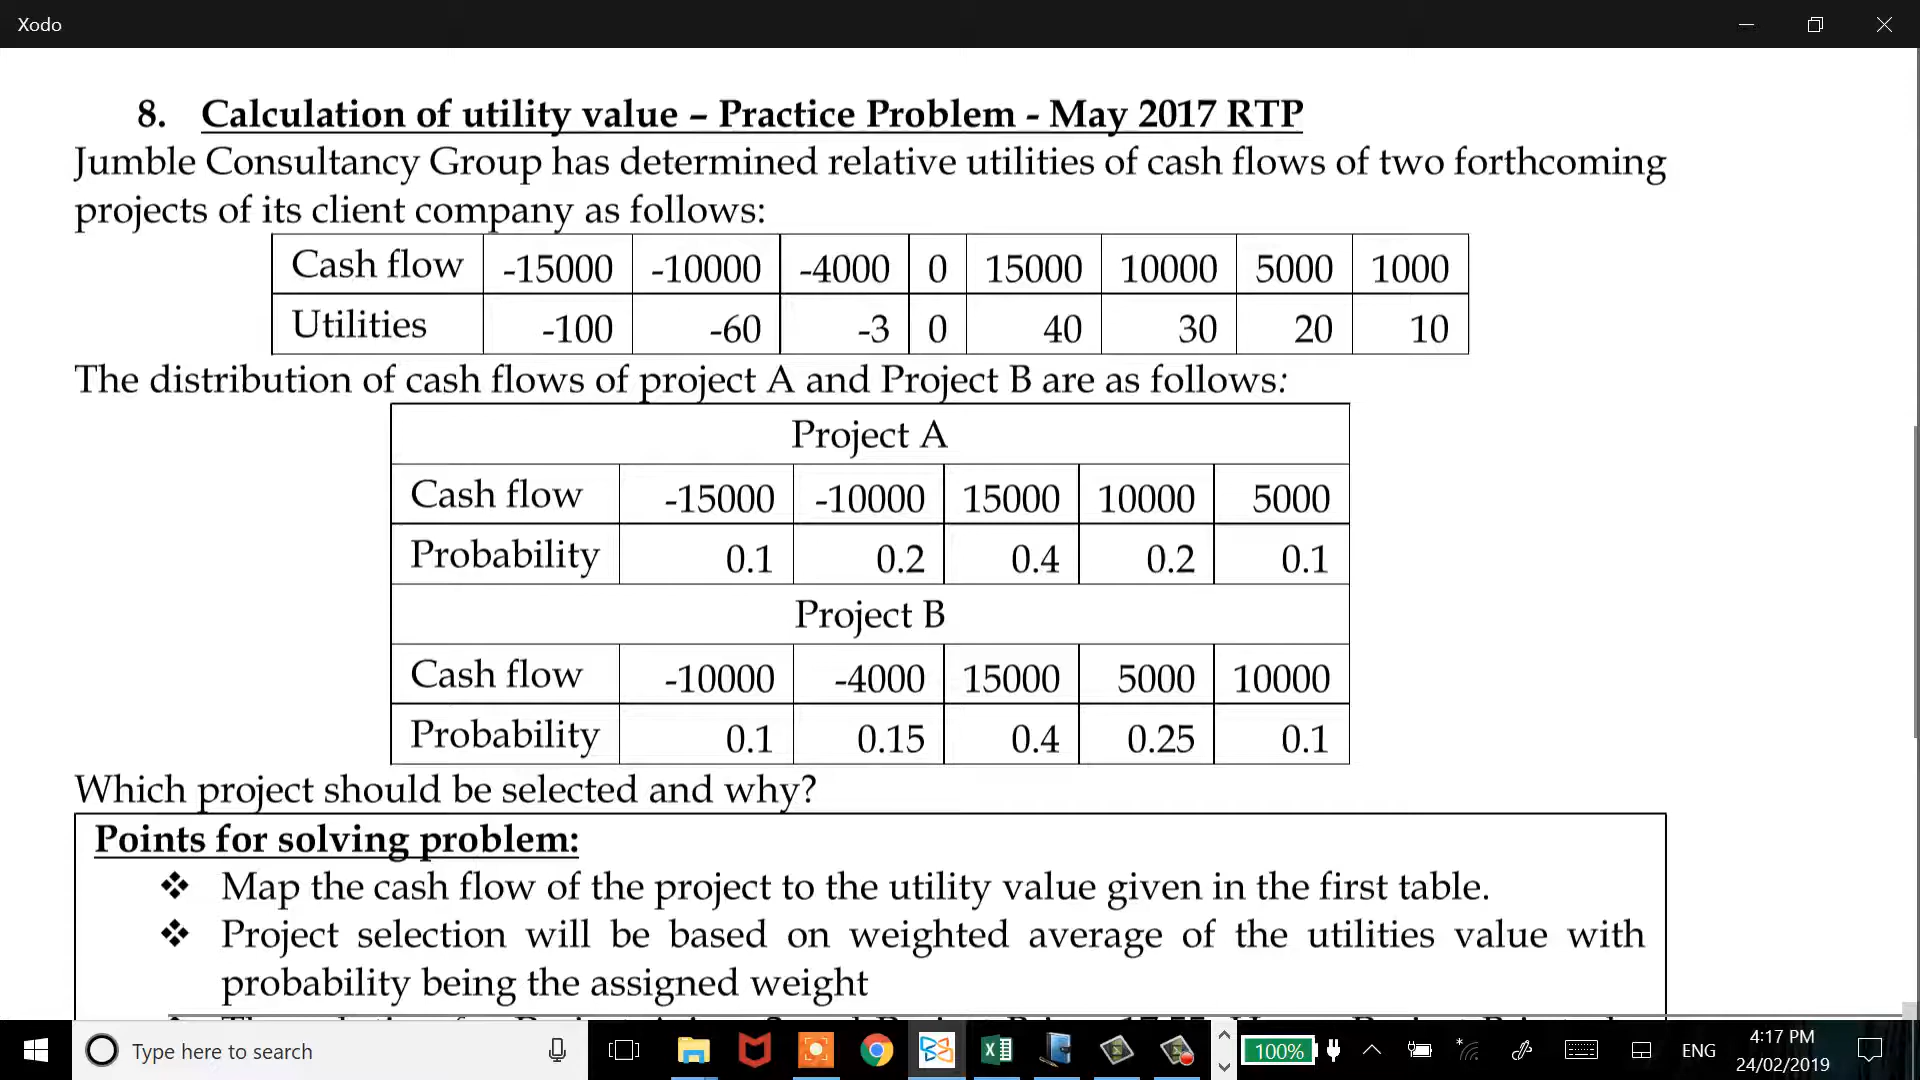 Xodo
8. Calculation of utility value – Practice Problem - May 2017 RTP
Jumble Consultancy Group has determined relative utilities of cash flows of two forthcoming
projects of its client company as follows:
Cash flow -15000 -10000 -4000 0 15000 10000 5000 1000
Utilities -100 -60 -3 0 40 30 20 10
The distribution of cash flows of project A and Project B are as follows:
Project A
Cash flow -15000 -10000 15000 10000 5000
Probability 0.1 0.2 0.4 0.2 0.1
Project B
Cash flow -10000 -4000 15000 5000 10000
Probability 0.1 0.15 0.4 0.25 0.1
Which project should be selected and why?
Points for solving problem:
❖ Map the cash flow of the project to the utility value given in the first table.
❖ Project selection will be based on weighted average of the utilities value with
probability being the assigned weight
Type here to search
100%
ENG
4:17 PM
24/02/2019